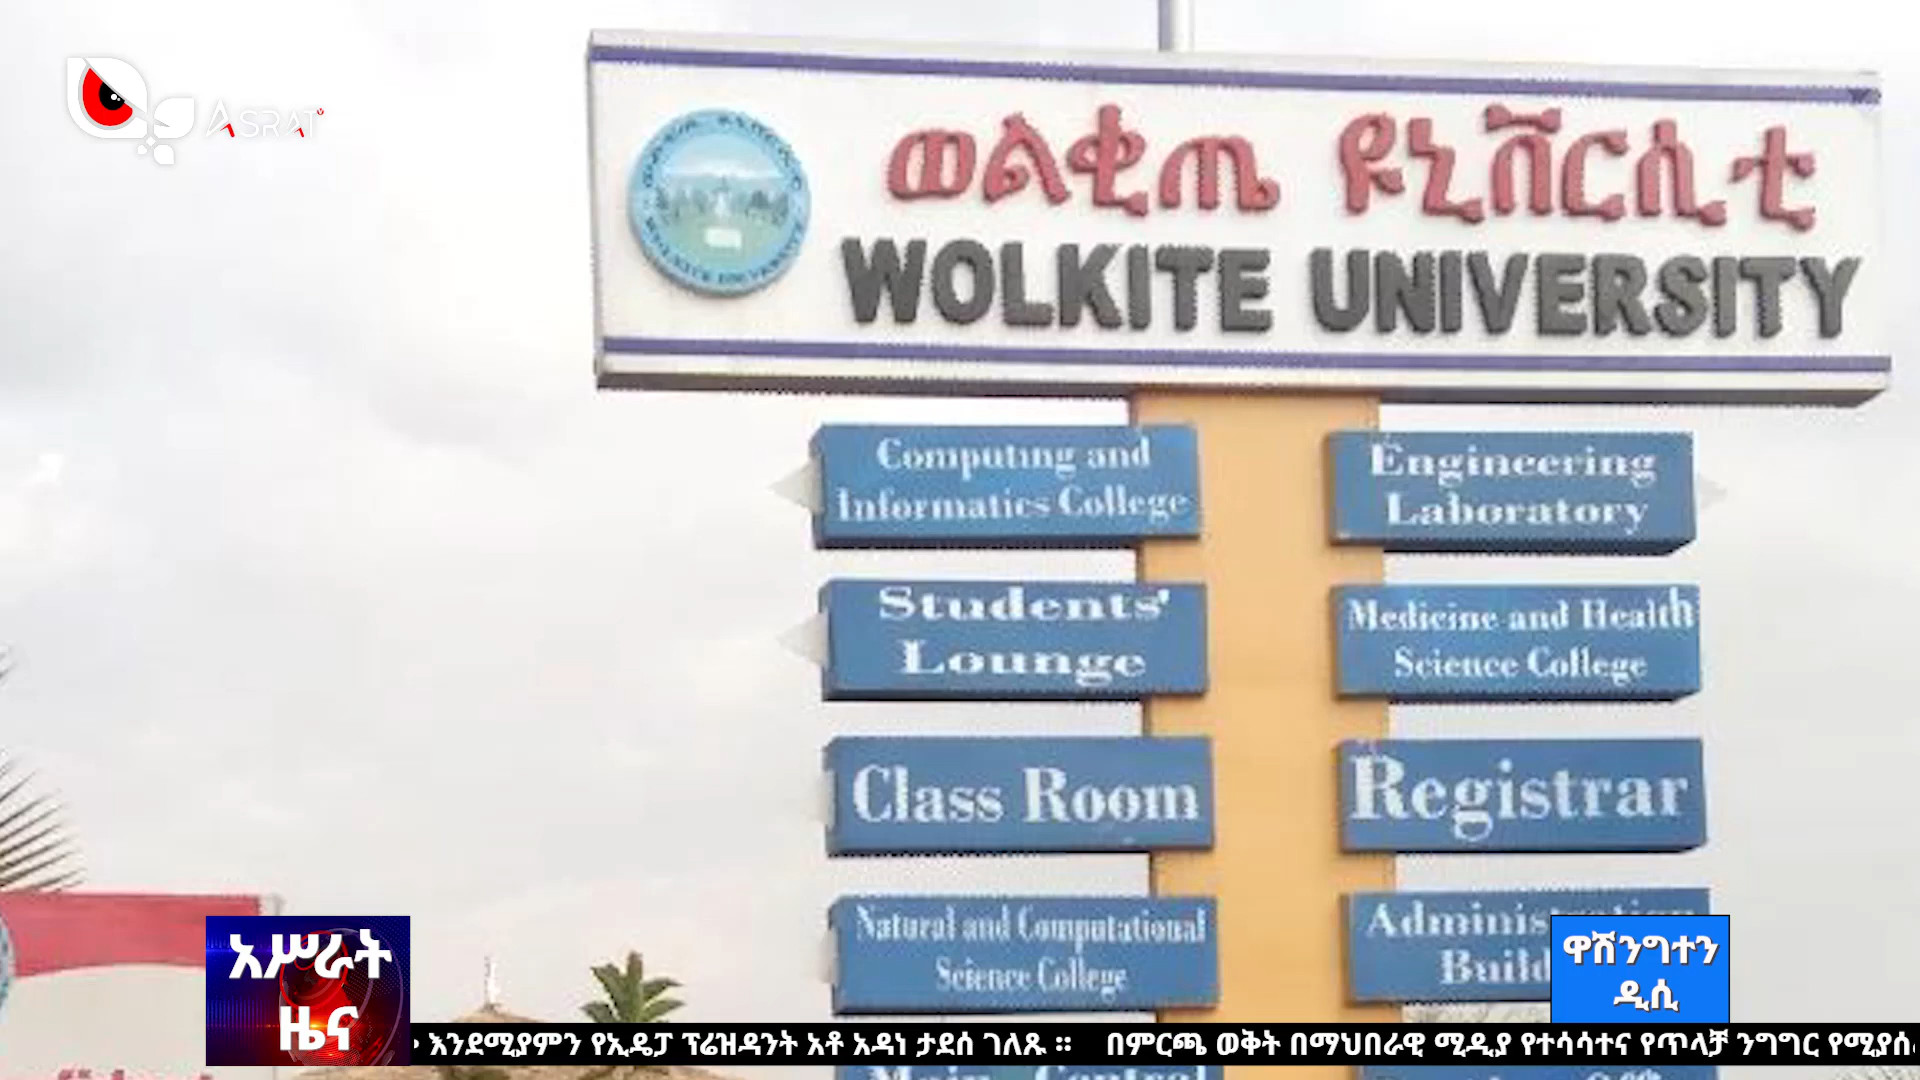 ASRAT
ወልቂጤ ዩኒቨርሲቲ
WOLKITE UNIVERSITY
Computing and
Informatics College
Engineering
Laboratory
Students'
Lounge
Medicine and Health
Science College
Class Room
Registrar
Natural and Computational
Science College
አሥራት
ዜና
ዋሽንግተን
ዲሲ
እንደሚያምን የኢዴፓ ፕሬዝዳንት አቶ አዳነ ታደሰ ገለጹ ። በምርጫ ወቅት በማህበራዊ ሚዲያ የተሳሳተና የጥላቻ ንግግር
Main Central